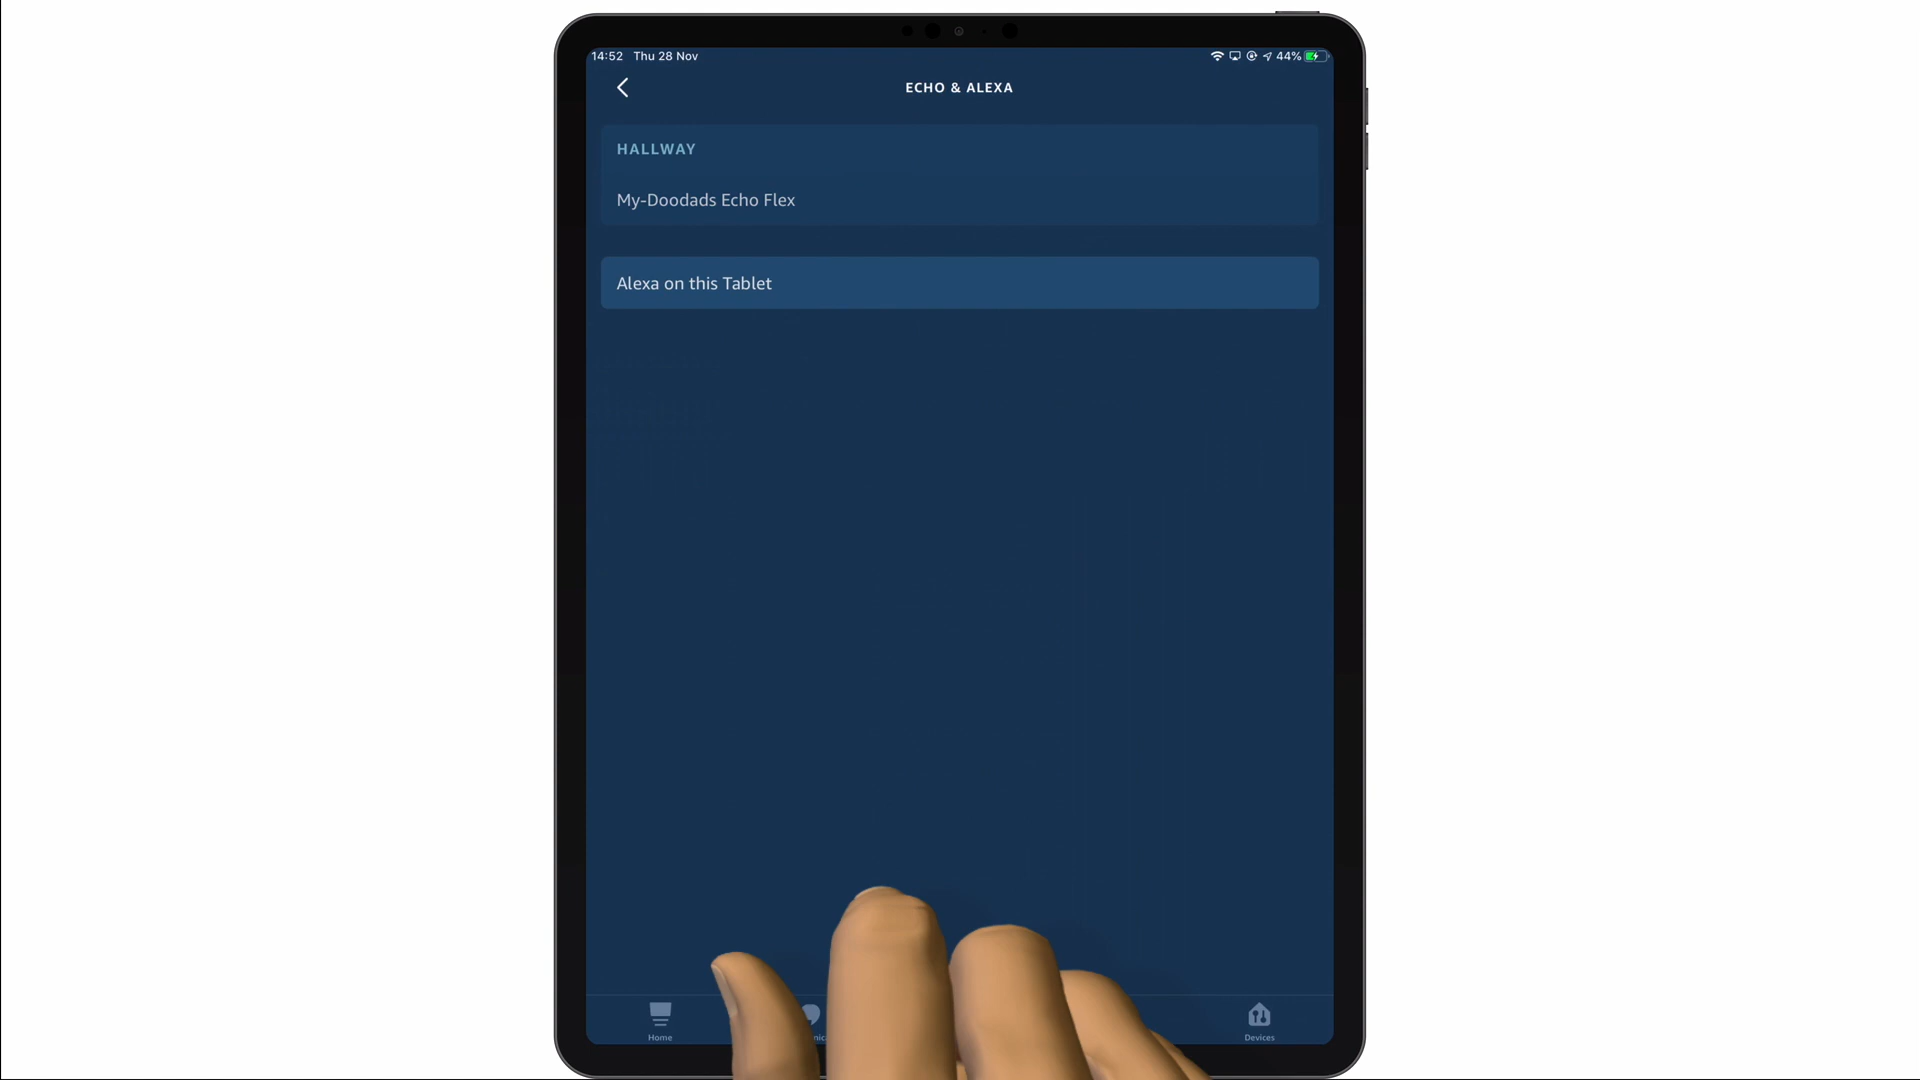 14:52 Thu 28 Nov 44%
ECHO & ALEXA
HALLWAY
My-Doodads Echo Flex
Alexa on this Tablet
Home
Devices